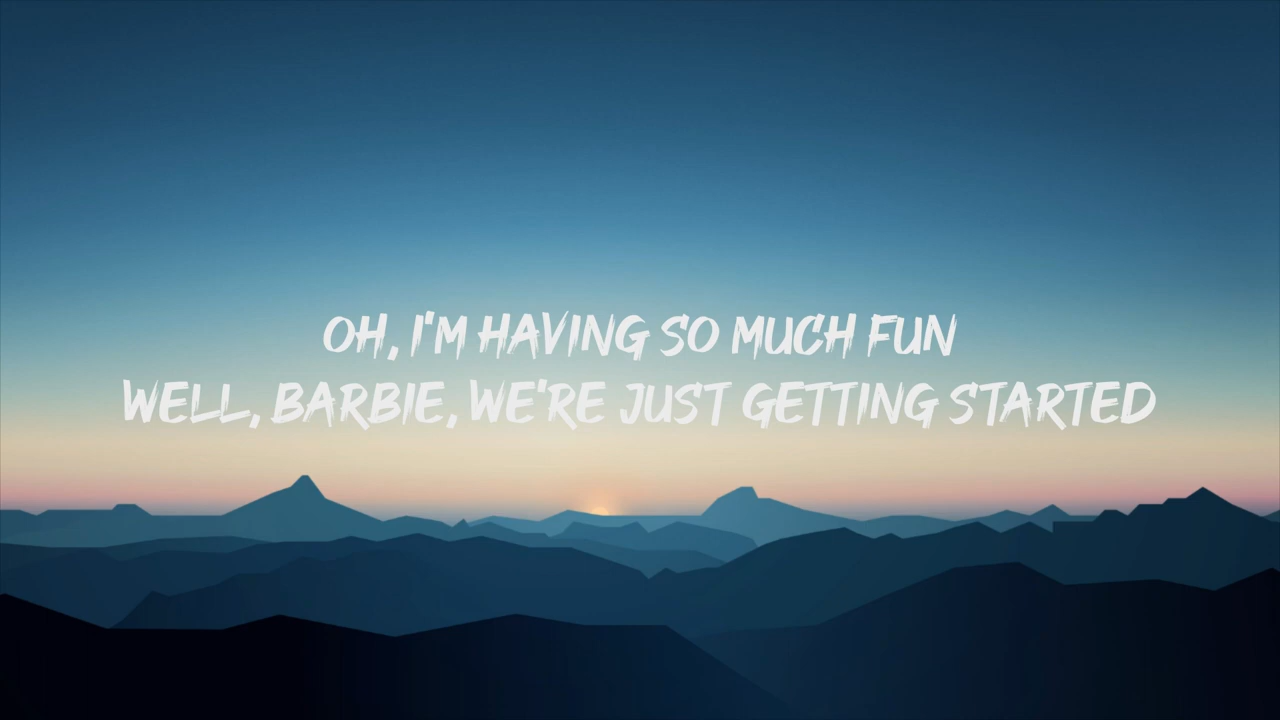 OH, I'M HAVING SO MUCH FUN
WELL, BARBIE, WE'RE JUST GETTING STARTED